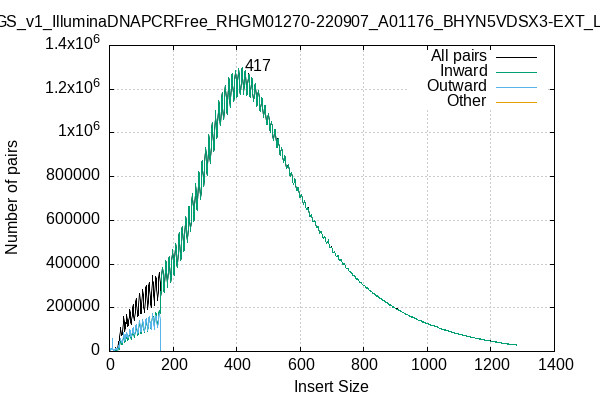 GS_v1_IlluminaDNAPCRFree_RHGM01270-220907_A01176_BHYN5VDSX3-EXT_L
1.4x10^6
1.2x10^6
1x10^6
800000
600000
400000
200000
0
Number of pairs
417
All pairs
Inward
Outward
Other
0 200 400 600 800 1000 1200 1400
Insert Size